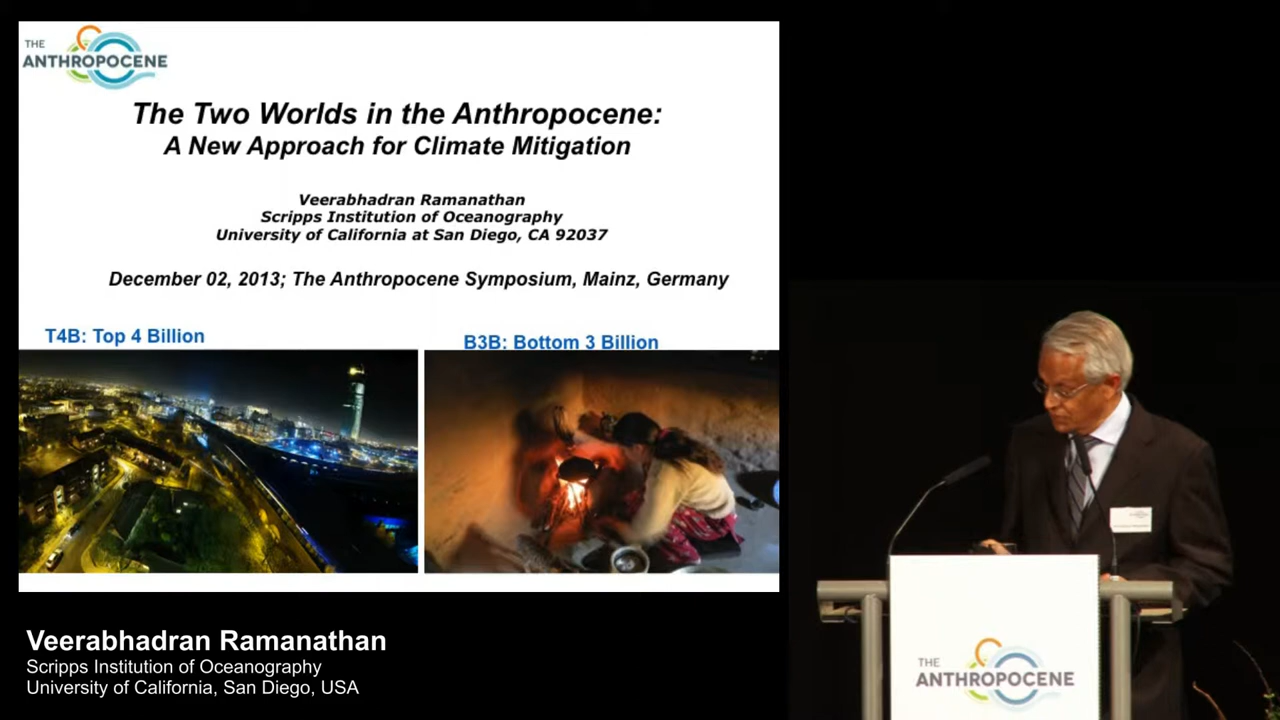 THE
ANTHROPOCENE
The Two Worlds in the Anthropocene:
A New Approach for Climate Mitigation
Veerabhadran Ramanathan
Scripps Institution of Oceanography
University of California at San Diego, CA 92037
December 02, 2013; The Anthropocene Symposium, Mainz, Germany
T4B: Top 4 Billion
B3B: Bottom 3 Billion
Veerabhadran Ramanathan
Scripps Institution of Oceanography
University of California, San Diego, USA
THE
ANTHROPOCENE